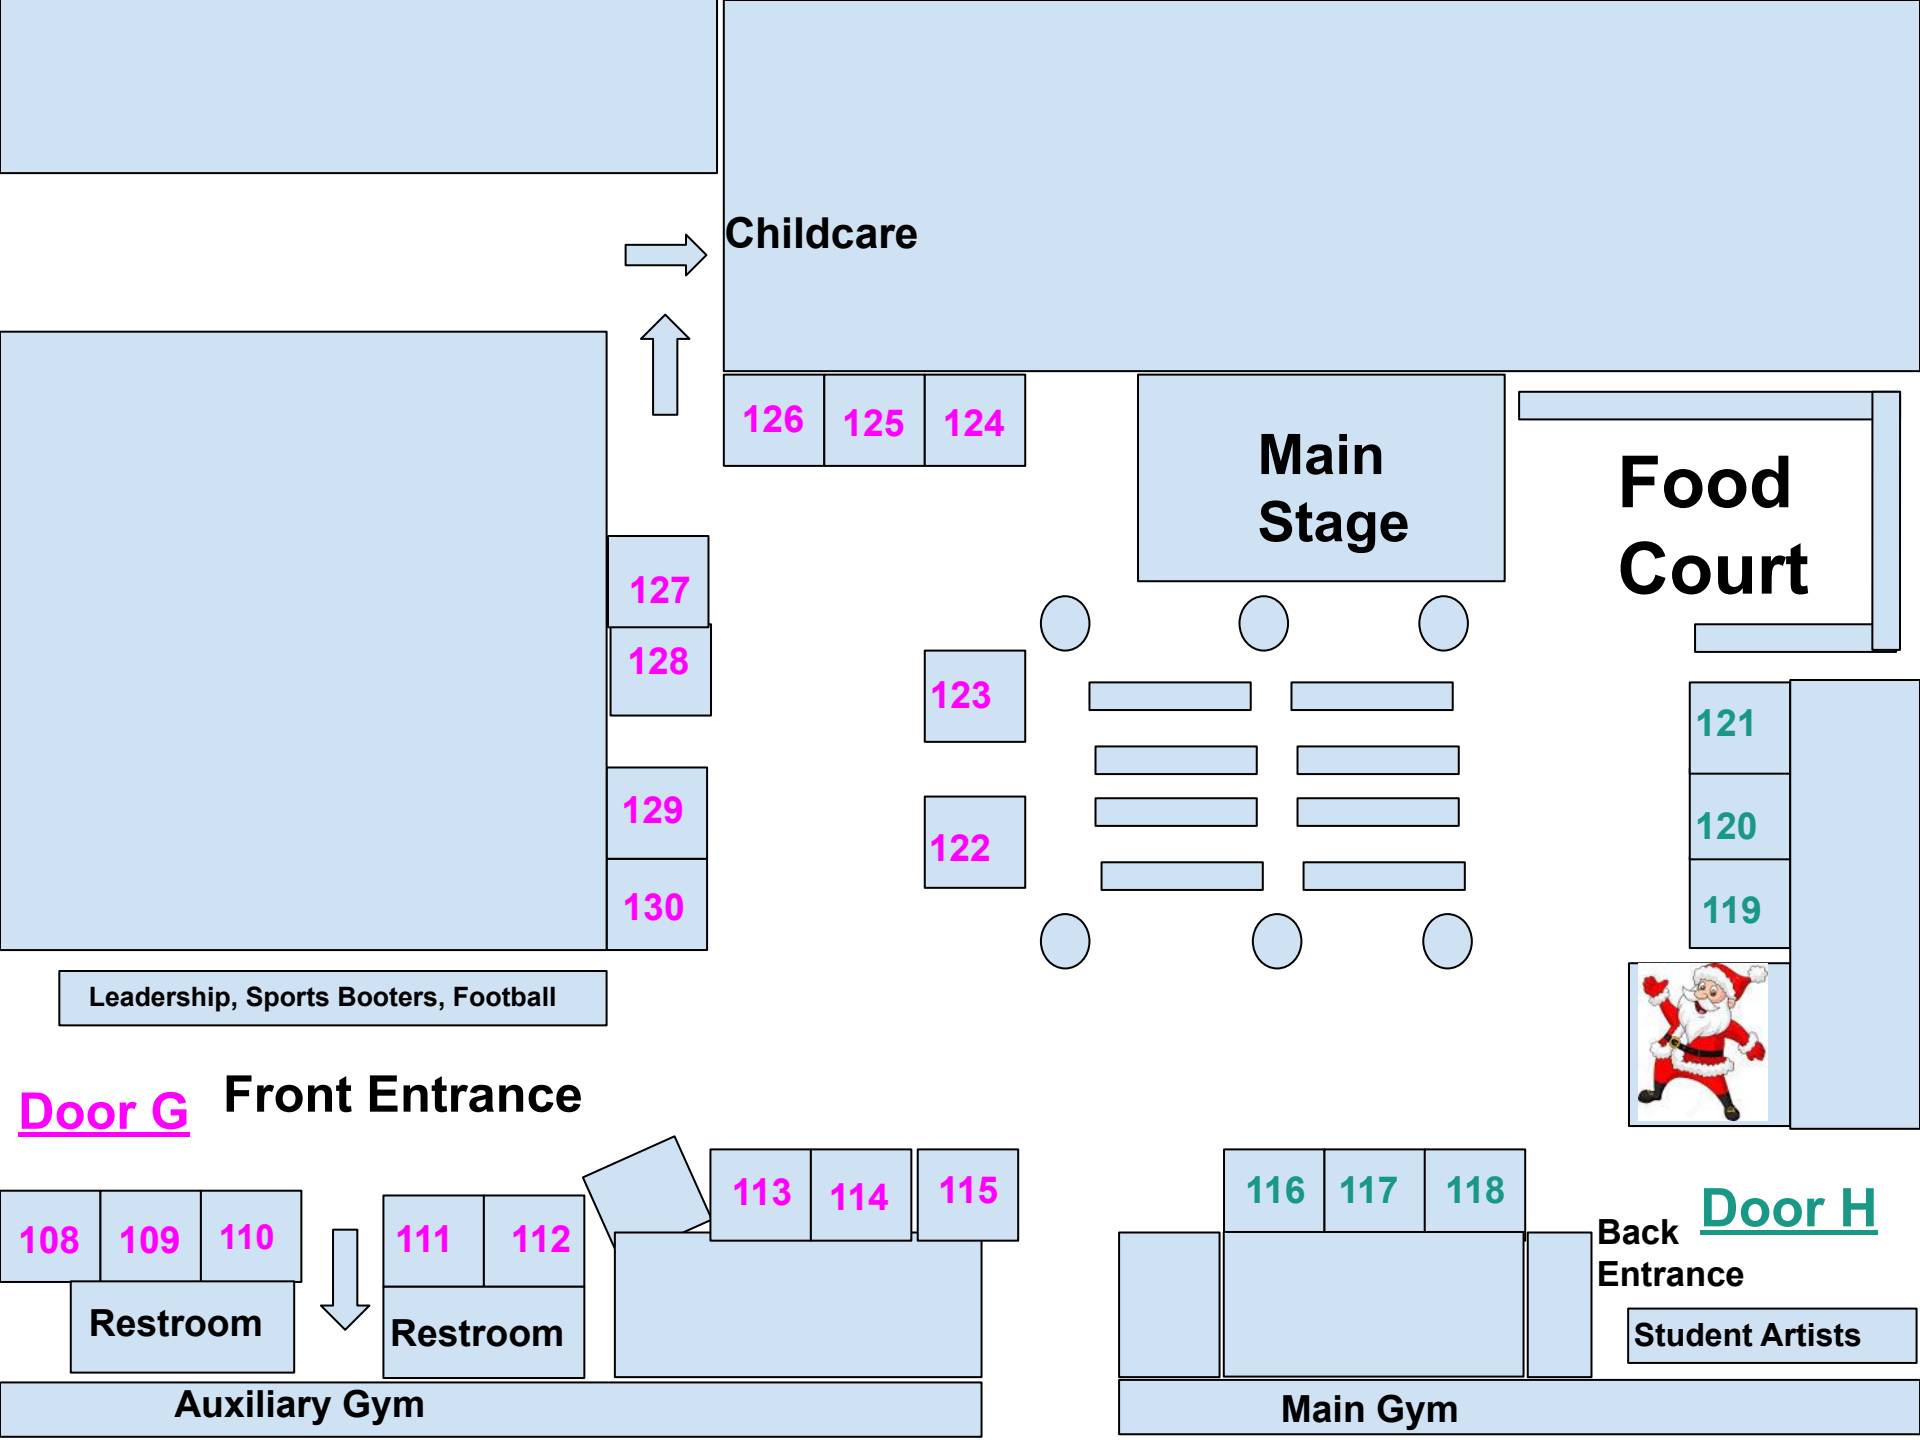 Childcare
126 125 124
Main
Stage
Food
Court
127
128
123
121
129
122
120
130
119
Leadership, Sports Booters, Football
Door G Front Entrance
113 114 115
116 117 118
Door H
108 109 110
111 112
Back
Entrance
Restroom
Restroom
Student Artists
Auxiliary Gym
Main Gym